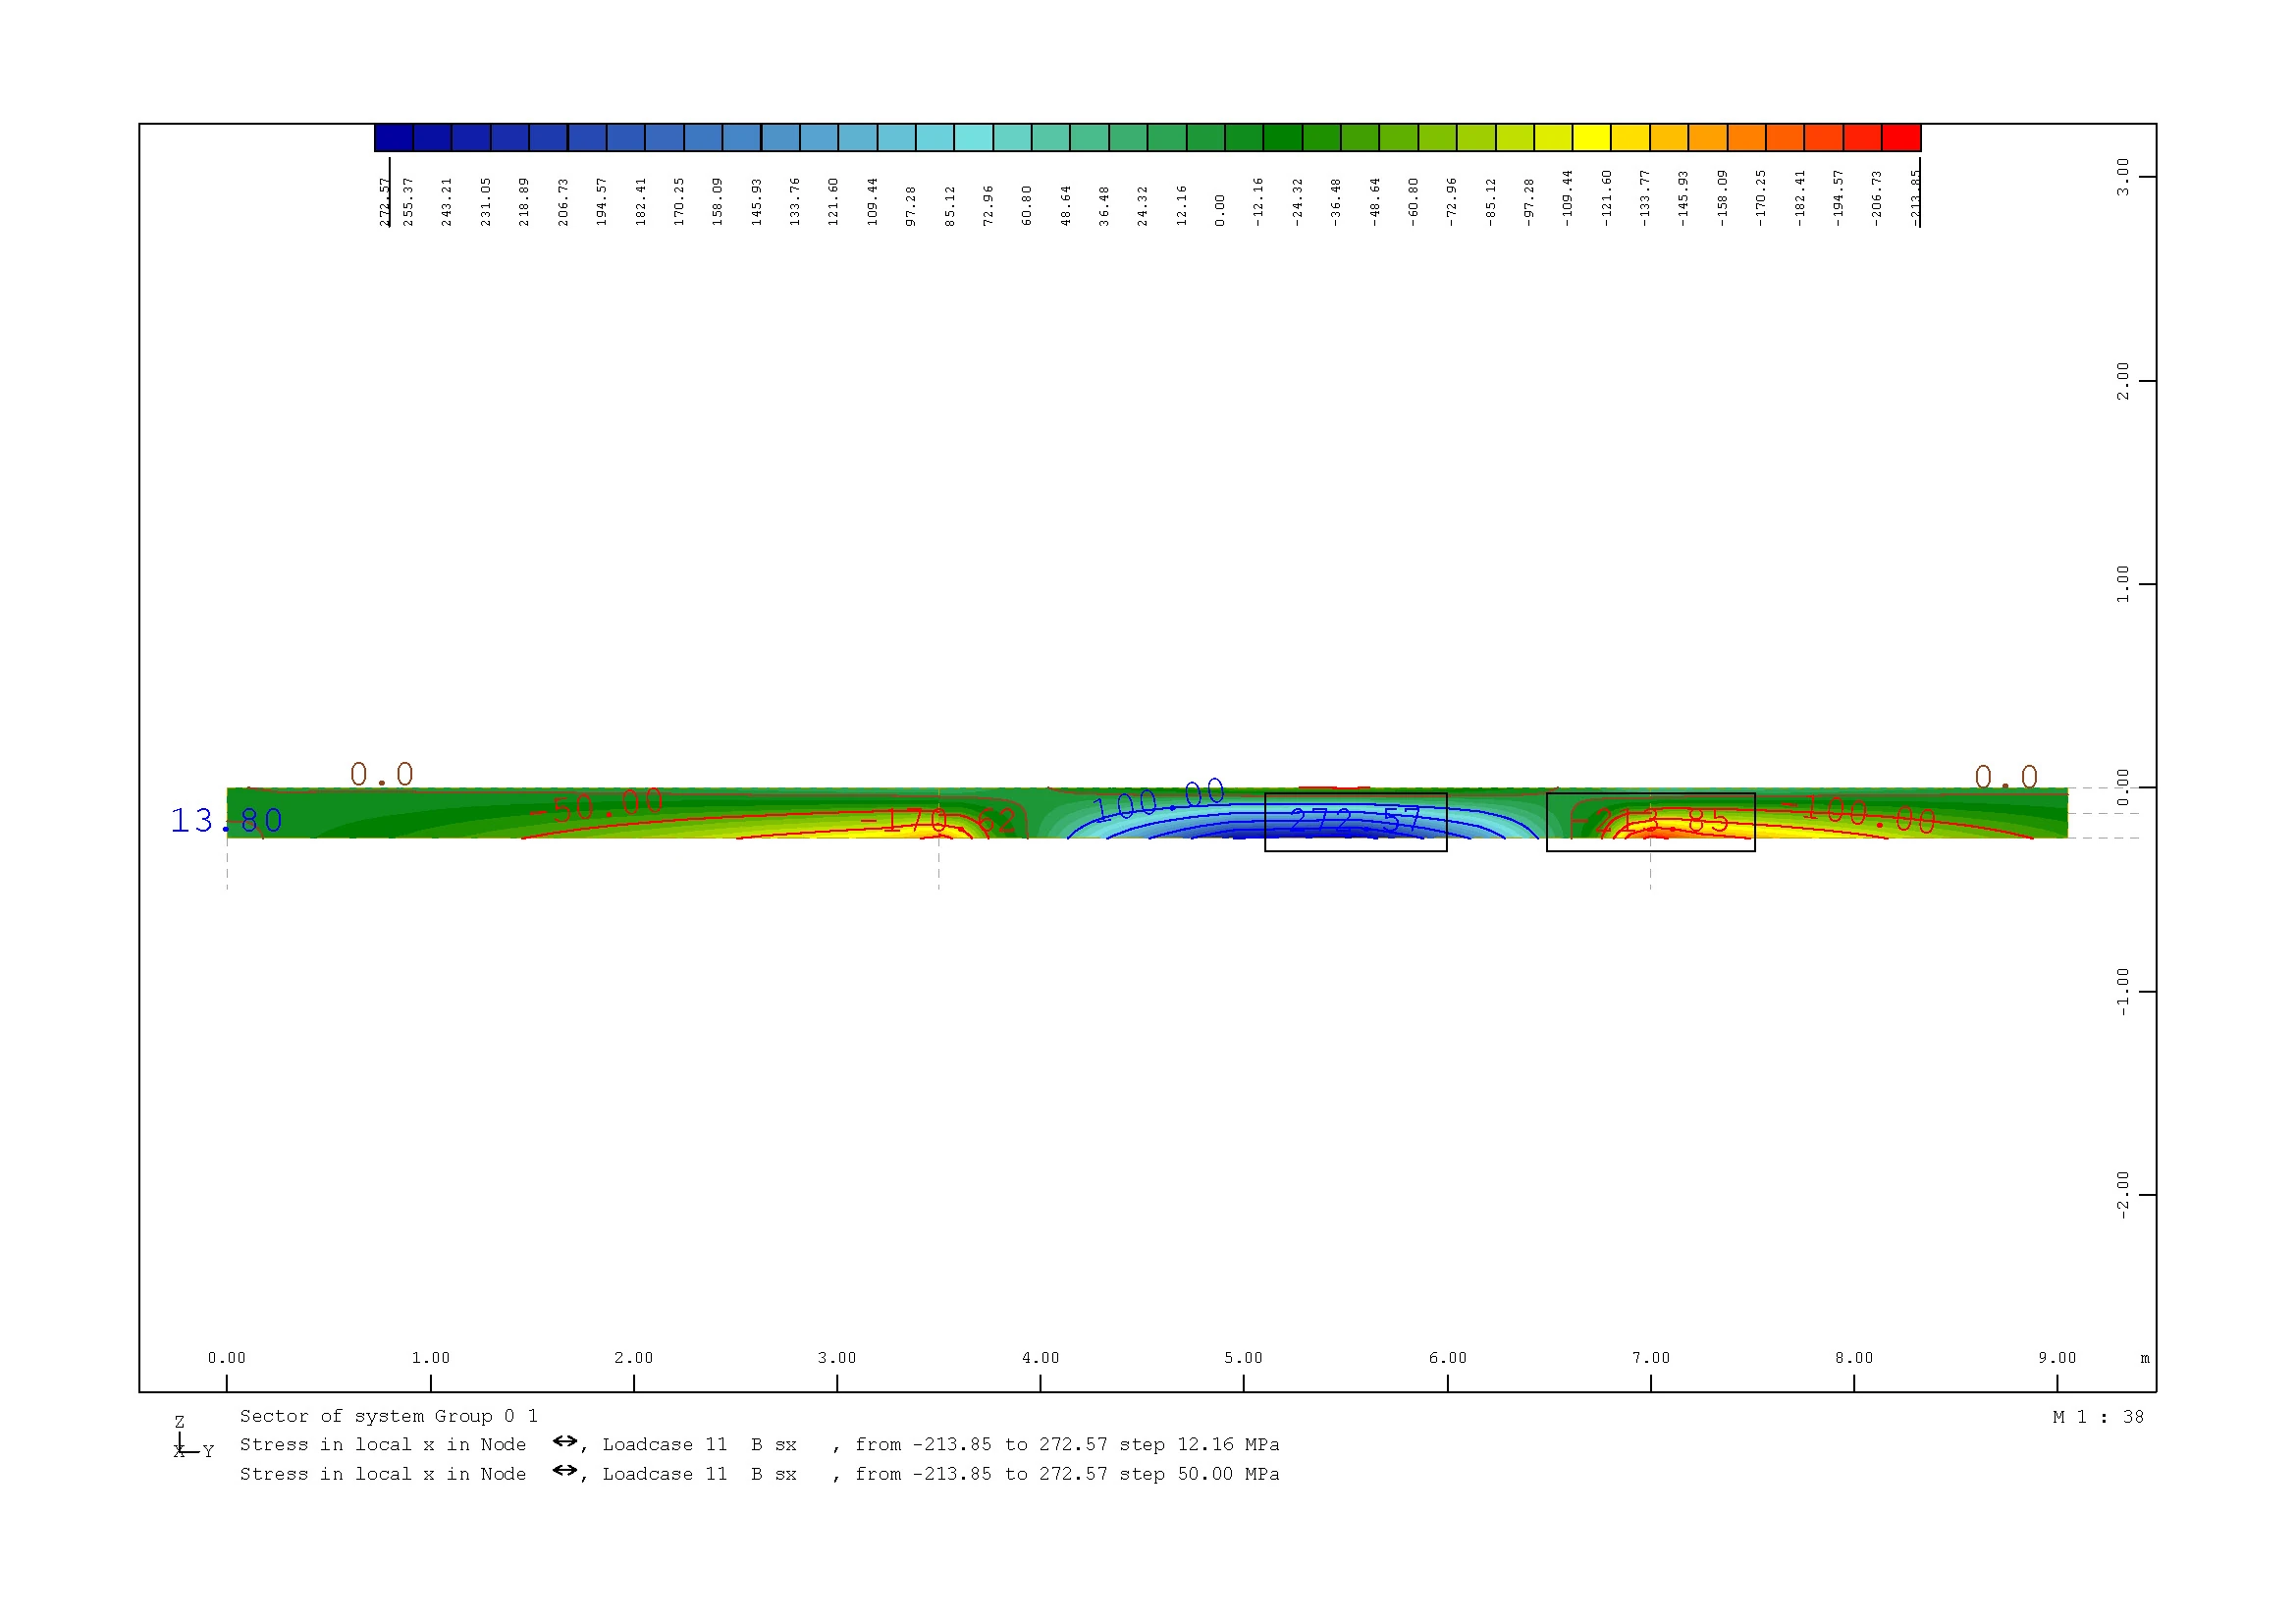 272.57 255.37 243.21 231.05 218.89 206.73 194.57 182.41 170.25 158.09 145.93 133.76 121.60 109.44 97.28 85.12 72.96 60.80 48.64 36.48 24.32 12.16 0.00 -12.16 -24.32 -36.48 -48.64 -60.80 -72.96 -85.12 -97.28 -109.44 -121.60 -133.77 -145.93 -158.09 -170.25 -182.41 -194.57 -206.73 -213.85
3.00
2.00
1.00
0.00
-1.00
-2.00
0.0 0.0
13.80 -50.00 -170.62 100.00 272.57 -213.85 -100.00
0.00 1.00 2.00 3.00 4.00 5.00 6.00 7.00 8.00 9.00 m
Z
X Y
Sector of system Group 0 1 M 1 : 38
Stress in local x in Node ↔, Loadcase 11 B sx , from -213.85 to 272.57 step 12.16 MPa
Stress in local x in Node ↔, Loadcase 11 B sx , from -213.85 to 272.57 step 50.00 MPa